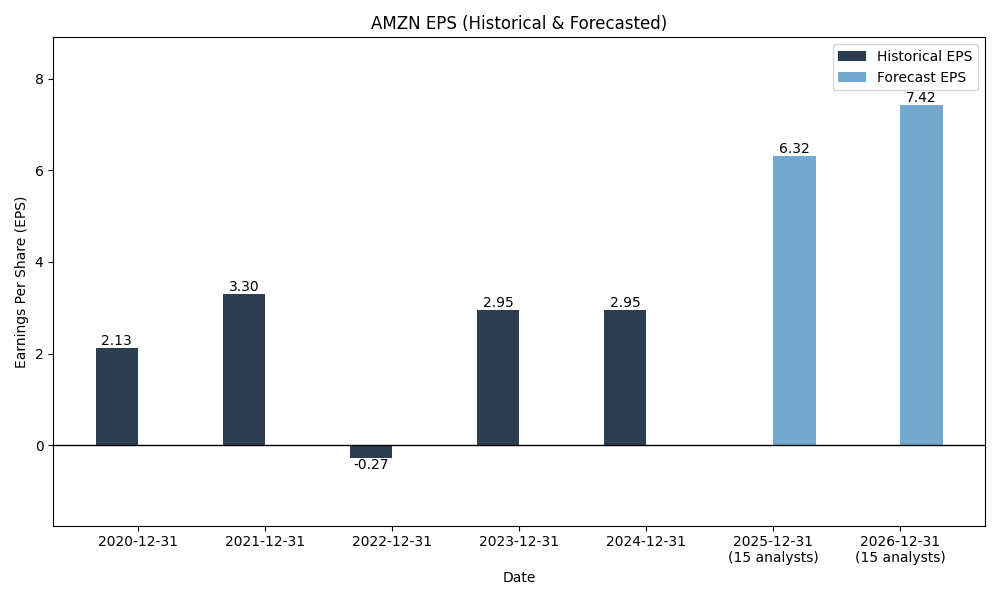 AMZN EPS (Historical & Forecasted)
Historical EPS
Forecast EPS
Earnings Per Share (EPS)
8
6
4
2
0
2.13
3.30
-0.27
2.95
2.95
6.32
7.42
2020-12-31
2021-12-31
2022-12-31
2023-12-31
2024-12-31
2025-12-31
(15 analysts)
2026-12-31
(15 analysts)
Date